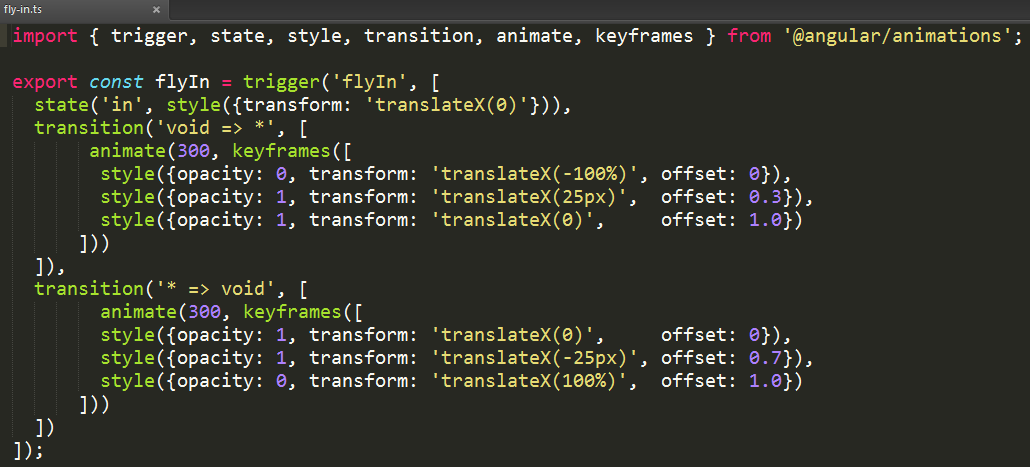 fly-in.ts ×
import { trigger, state, style, transition, animate, keyframes } from '@angular/animations';
export const flyIn = trigger('flyIn', [
  state('in', style({transform: 'translateX(0)'})),
  transition('void => *', [
       animate(300, keyframes([
        style({opacity: 0, transform: 'translateX(-100%)', offset: 0}),
        style({opacity: 1, transform: 'translateX(25px)',  offset: 0.3}),
        style({opacity: 1, transform: 'translateX(0)',     offset: 1.0})
      ]))
  ]),
  transition('* => void', [
        animate(300, keyframes([
        style({opacity: 1, transform: 'translateX(0)',     offset: 0}),
        style({opacity: 1, transform: 'translateX(-25px)', offset: 0.7}),
        style({opacity: 0, transform: 'translateX(100%)',  offset: 1.0})
      ]))
  ])
]);